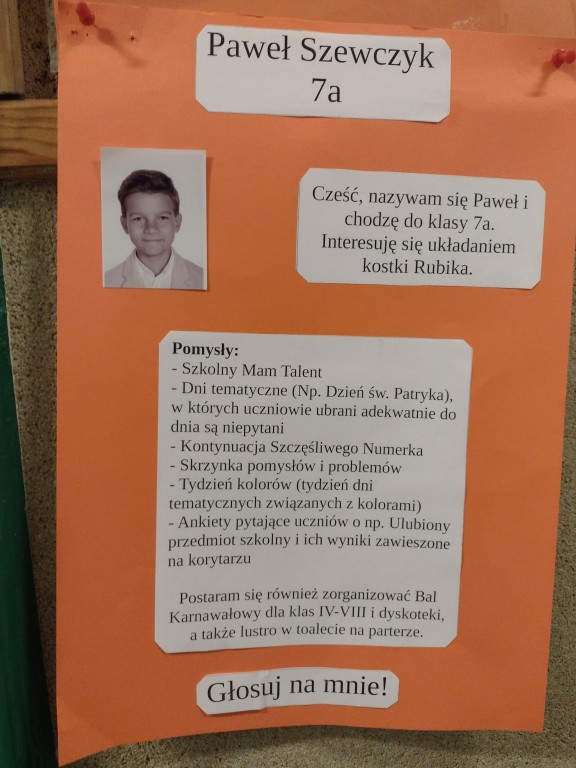 Paweł Szewczyk
7a
Cześć, nazywam się Paweł i
chodzę do klasy 7a.
Interesuję się układaniem
kostki Rubika.
Pomysły:
- Szkolny Mam Talent
- Dni tematyczne (Np. Dzień św. Patryka),
w których uczniowie ubrani adekwatnie do
dnia są niepytani
- Kontynuacja Szczęśliwego Numerka
- Skrzynka pomysłów i problemów
- Tydzień kolorów (tydzień dni
tematycznych związanych z kolorami)
- Ankiety pytające uczniów o np. Ulubiony
przedmiot szkolny i ich wyniki zawieszone
na korytarzu
Postaram się również zorganizować Bal
Karnawałowy dla klas IV-VIII i dyskoteki,
a także lustro w toalecie na parterze.
Głosuj na mnie!